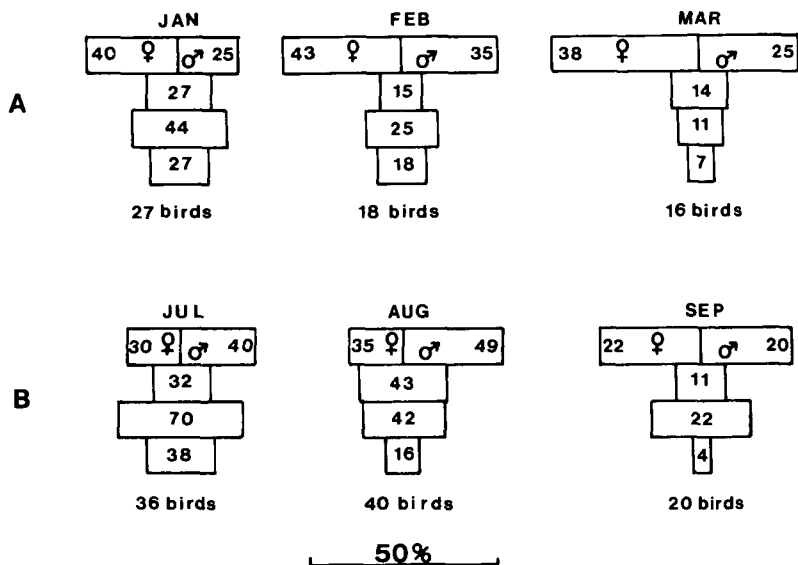 JAN FEB MAR
40 ♀ ♂ 25 43 ♀ ♂ 35 38 ♀ ♂ 25
A
27 15 14
44 25 11
27 18 7
27 birds 18 birds 16 birds
JUL AUG SEP
30 ♀ ♂ 40 35 ♀ ♂ 49 22 ♀ ♂ 20
32 43 11
B
70 42 22
38 16 4
36 birds 40 birds 20 birds
50%